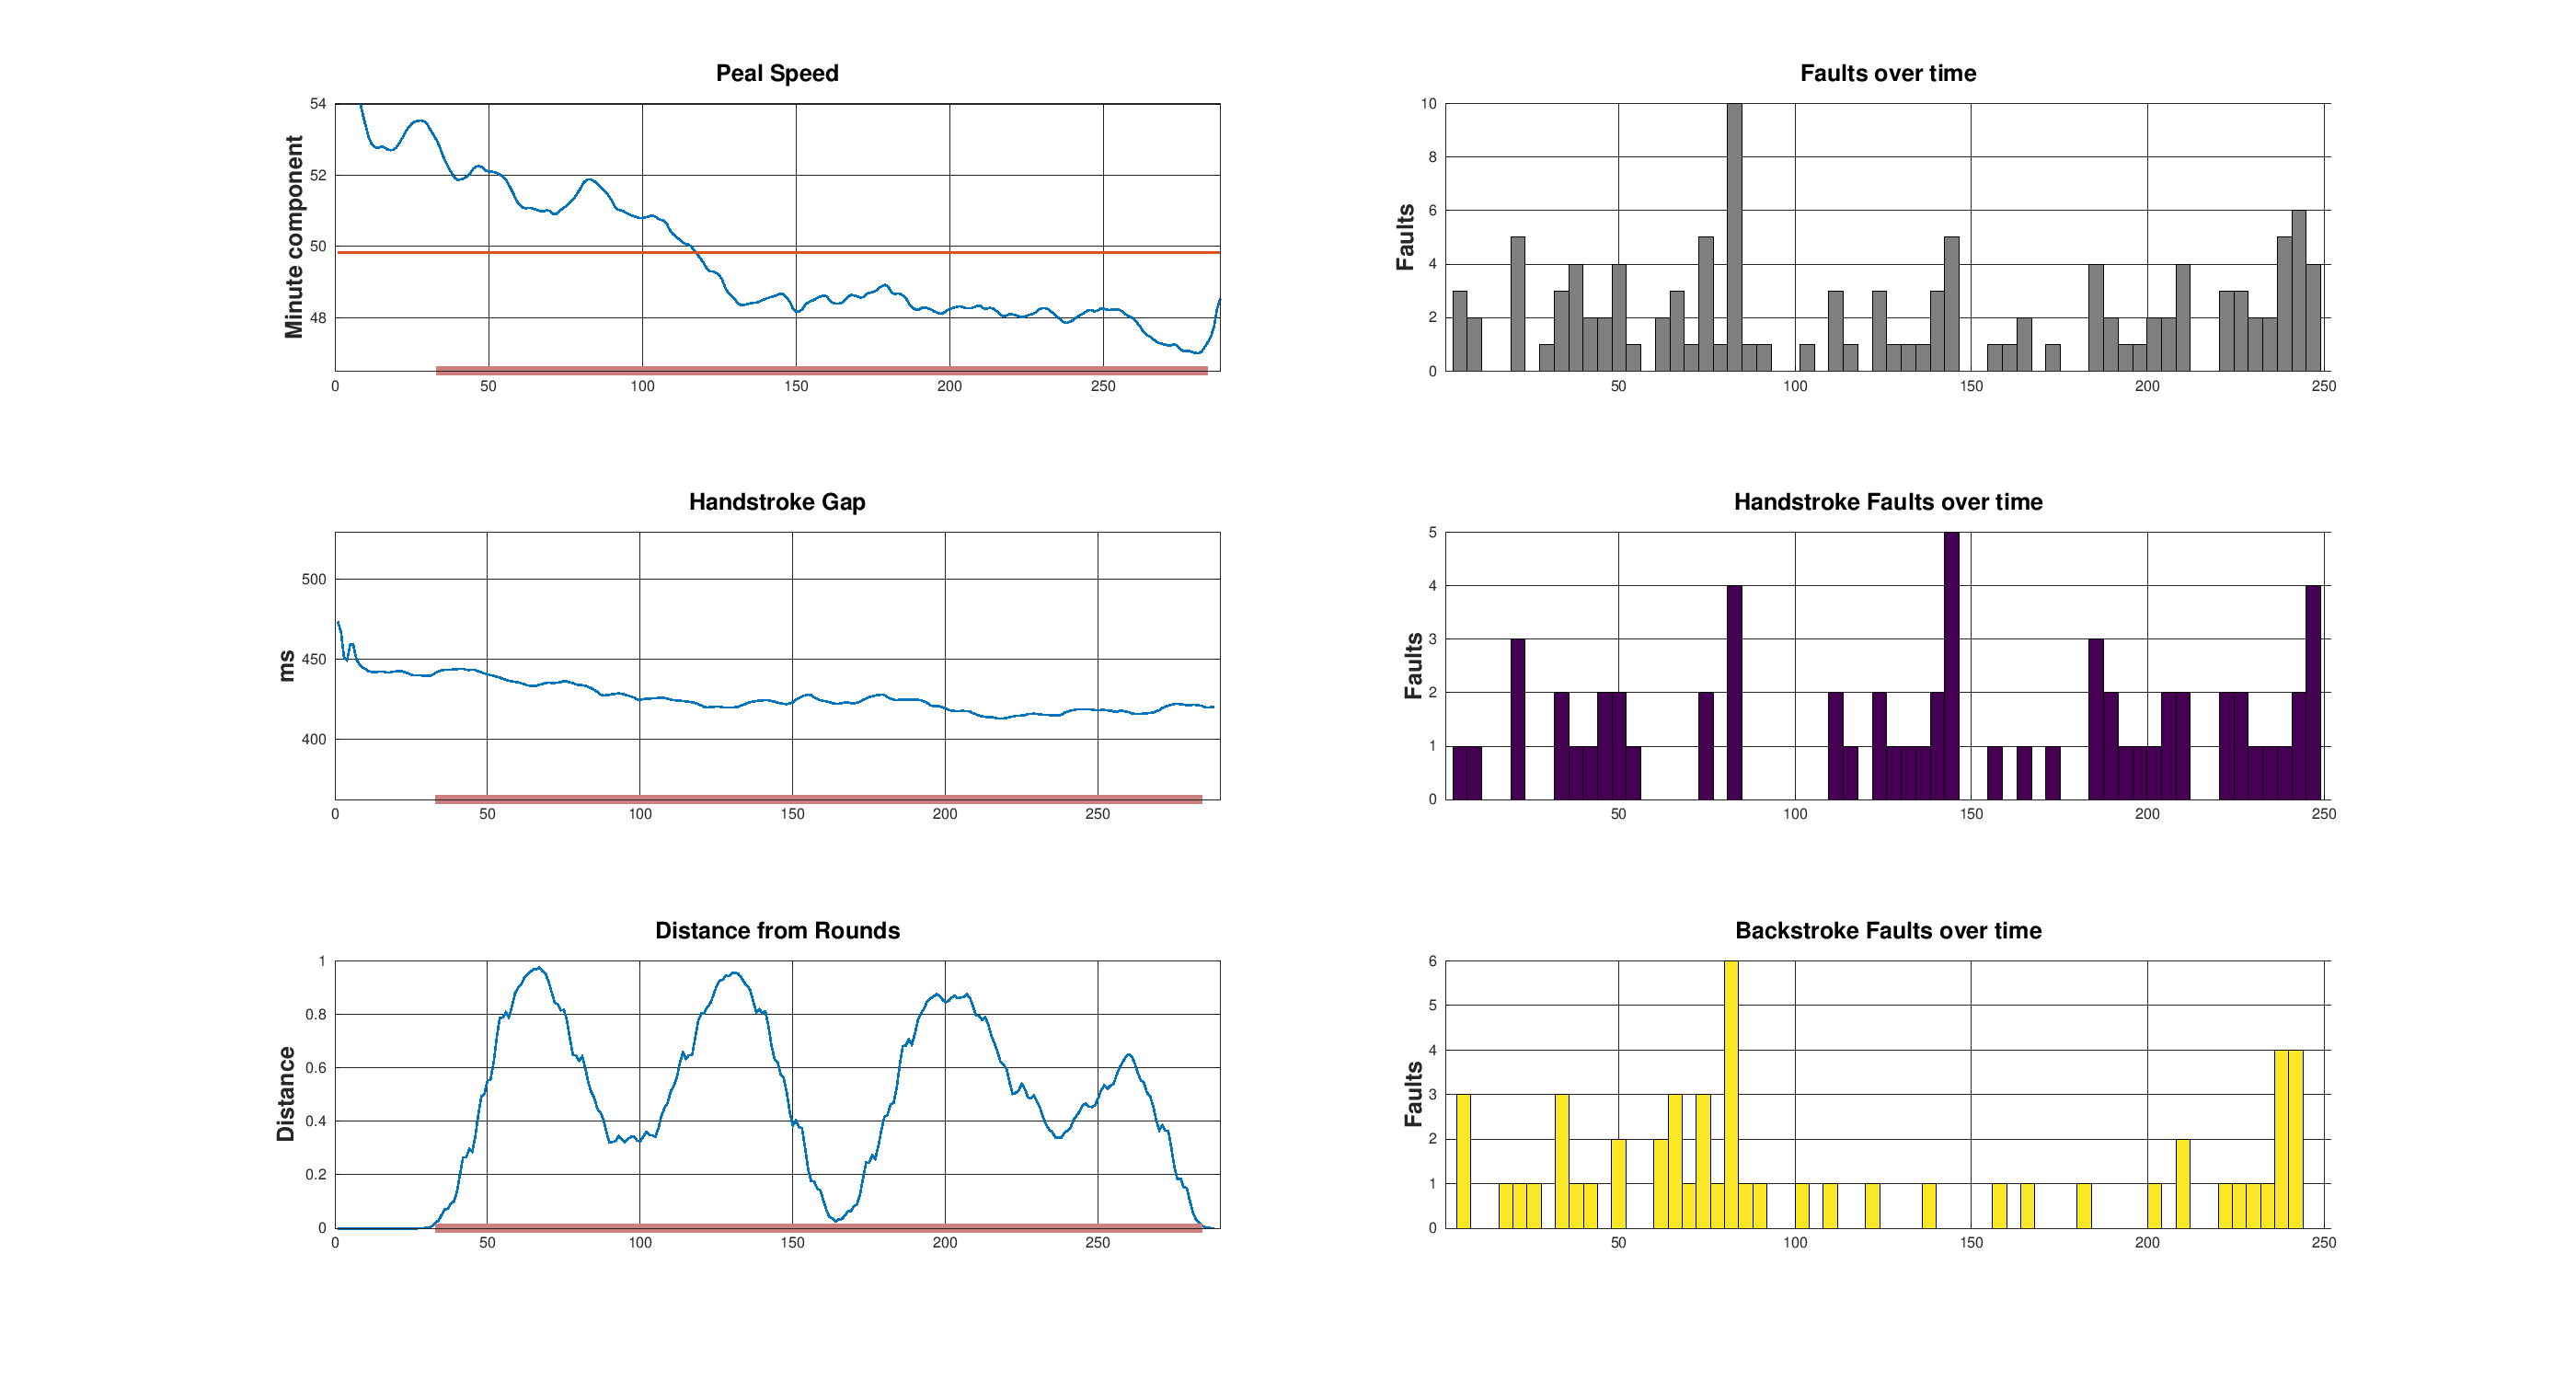 Peal Speed
Minute component
54
52
50
48
0 50 100 150 200 250
Faults over time
Faults
10
8
6
4
2
0
50 100 150 200 250
Handstroke Gap
ms
500
450
400
0 50 100 150 200 250
Handstroke Faults over time
Faults
5
4
3
2
1
0
50 100 150 200 250
Distance from Rounds
Distance
1
0.8
0.6
0.4
0.2
0
0 50 100 150 200 250
Backstroke Faults over time
Faults
6
5
4
3
2
1
0
50 100 150 200 250